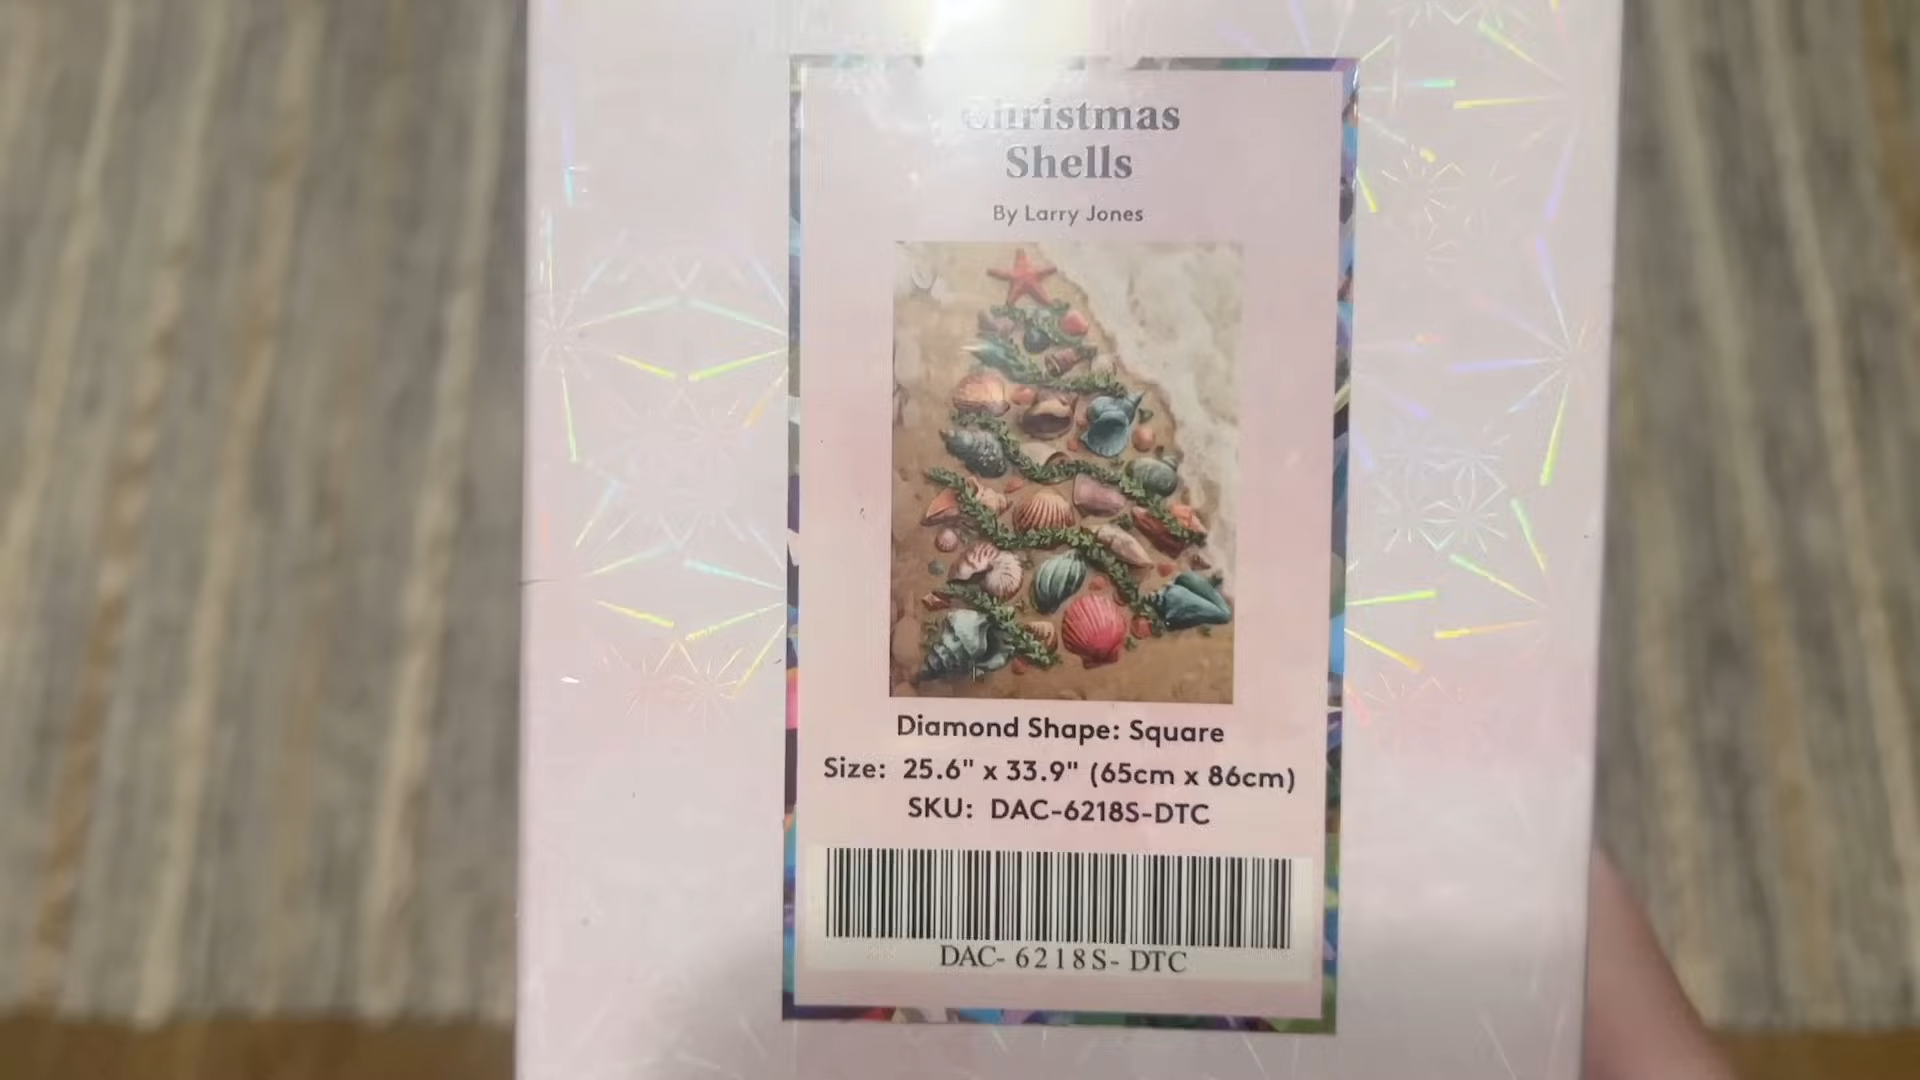 Christmas
Shells
By Larry Jones
Diamond Shape: Square
Size: 25.6" x 33.9" (65cm x 86cm)
SKU: DAC-6218S-DTC
DAC- 6218S- DTC